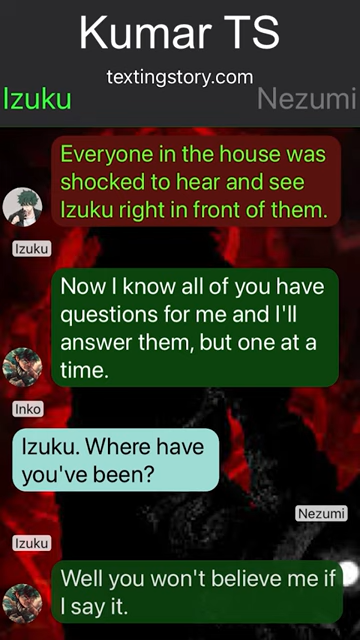 Kumar TS
textingstory.com
Izuku Nezumi
Everyone in the house was
shocked to hear and see
Izuku right in front of them.
Izuku
Now I know all of you have
questions for me and I'll
answer them, but one at a
time.
Inko
Izuku. Where have
you've been?
Nezumi
Izuku
Well you won't believe me if
I say it.